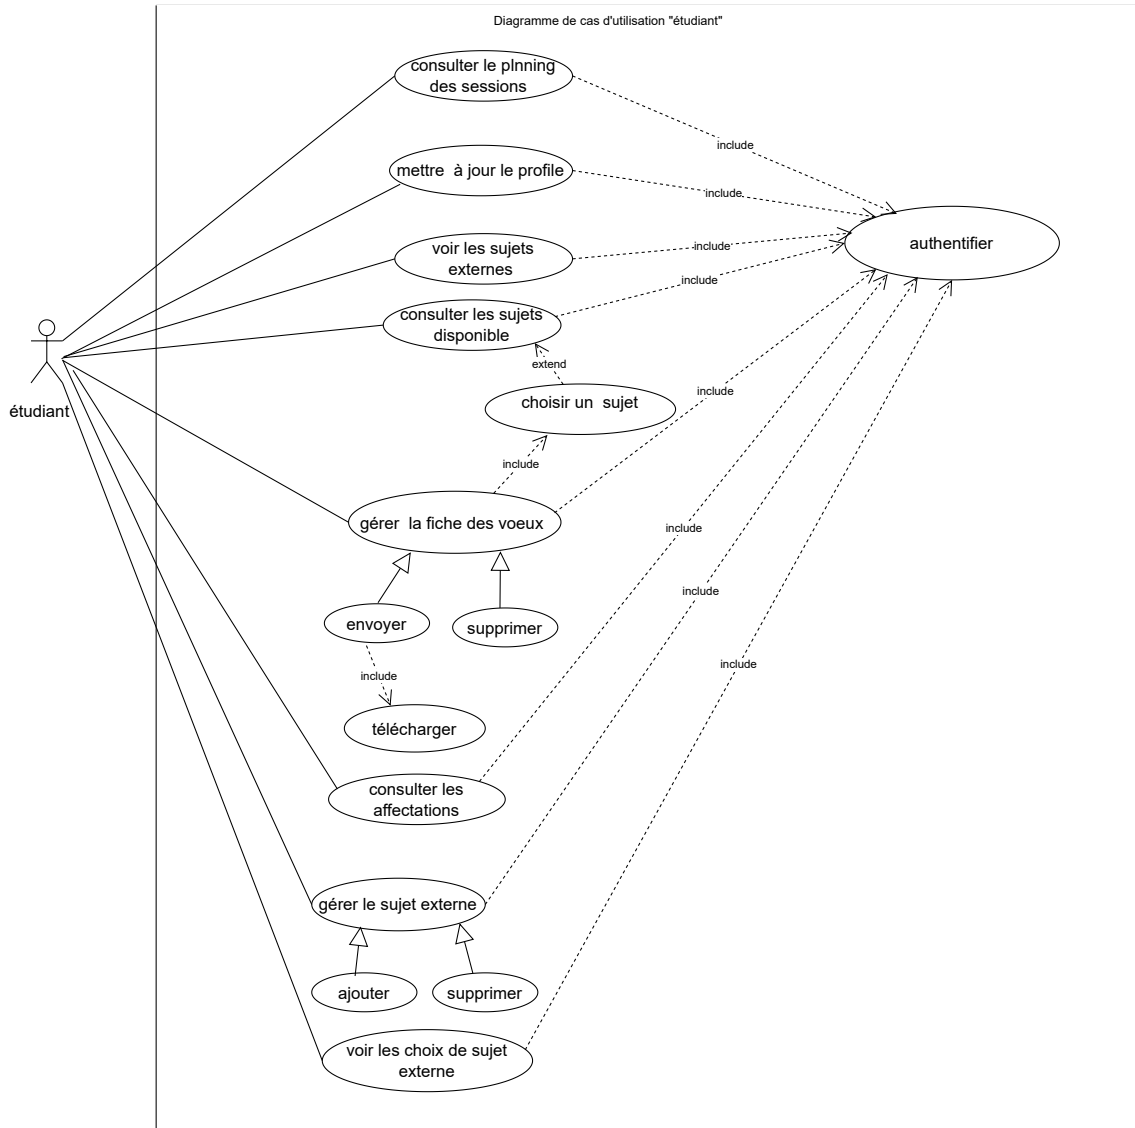 Diagramme de cas d'utilisation "étudiant"
consulter le plnning
des sessions
include
mettre à jour le profile
include
authentifier
voir les sujets
externes
include
include
consulter les sujets
disponible
extend
étudiant
choisir un sujet
include
include
gérer la fiche des voeux
include
envoyer
supprimer
include
include
include
télécharger
consulter les
affectations
gérer le sujet externe
ajouter
supprimer
voir les choix de sujet
externe